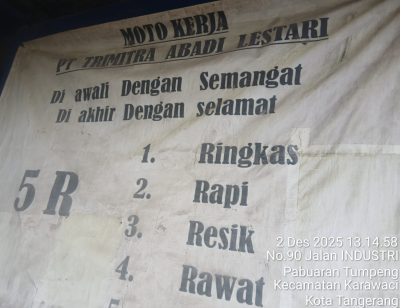 MOTO KERJA
PT TRIMITRA ABADI LESTARI
Di awali Dengan Semangat
Di akhir Dengan selamat
5 R
1. Ringkas
2. Rapi
3. Resik
4. Rawat
5.
2 Des 2025 13.14.58
No.90 Jalan INDUSTRI
Pabuaran Tumpeng
Kecamatan Karawaci
Kota Tangerang